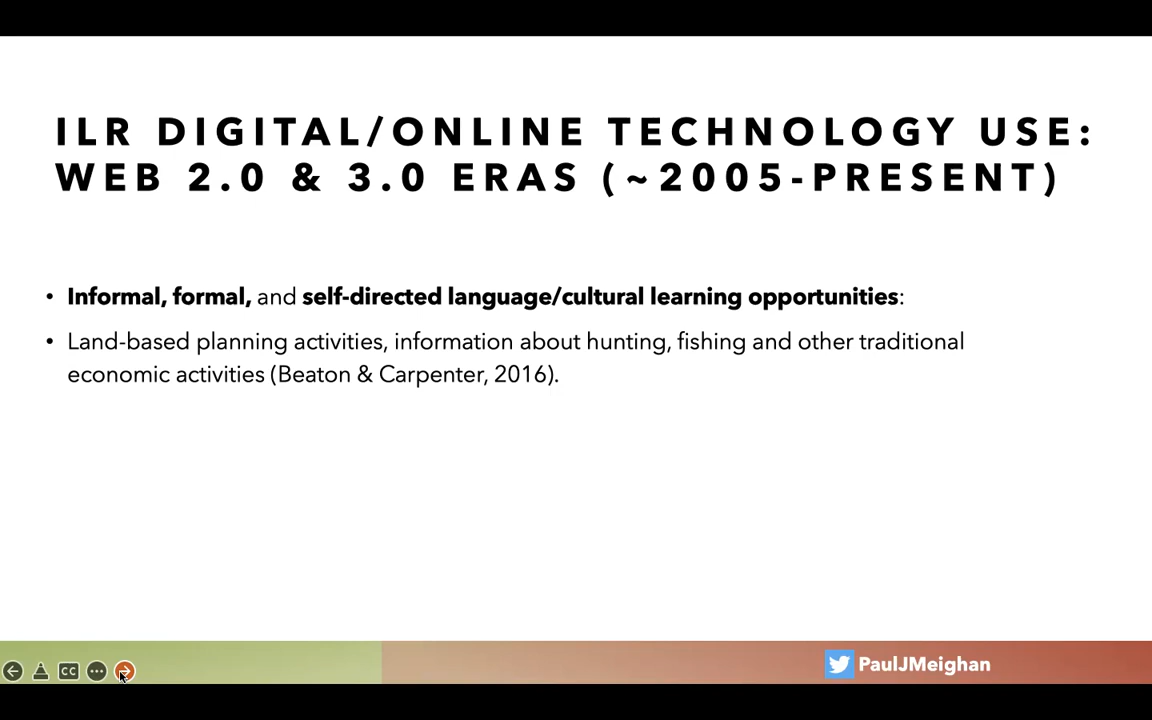 ILR DIGITAL/ONLINE TECHNOLOGY USE:
WEB 2.0 & 3.0 ERAS (~2005-PRESENT)
• Informal, formal, and self-directed language/cultural learning opportunities:
• Land-based planning activities, information about hunting, fishing and other traditional
economic activities (Beaton & Carpenter, 2016).
CC
PaulJMeighan